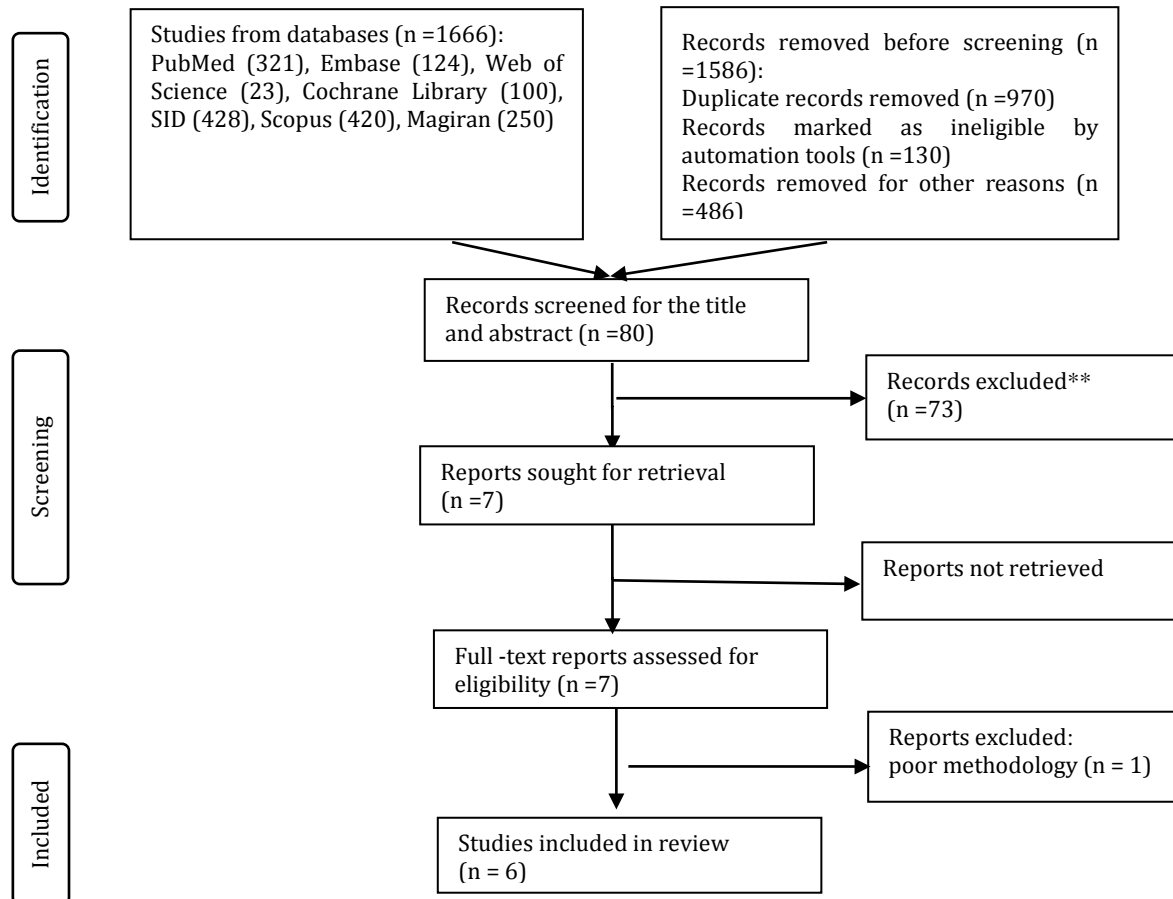 Identification
Studies from databases (n =1666):
PubMed (321), Embase (124), Web of
Science (23), Cochrane Library (100),
SID (428), Scopus (420), Magiran (250)
Records removed before screening (n
=1586):
Duplicate records removed (n =970)
Records marked as ineligible by
automation tools (n =130)
Records removed for other reasons (n
=486)
Records screened for the title
and abstract (n =80)
Screening
Records excluded**
(n =73)
Reports sought for retrieval
(n =7)
Reports not retrieved
Full -text reports assessed for
eligibility (n =7)
Included
Reports excluded:
poor methodology (n = 1)
Studies included in review
(n = 6)